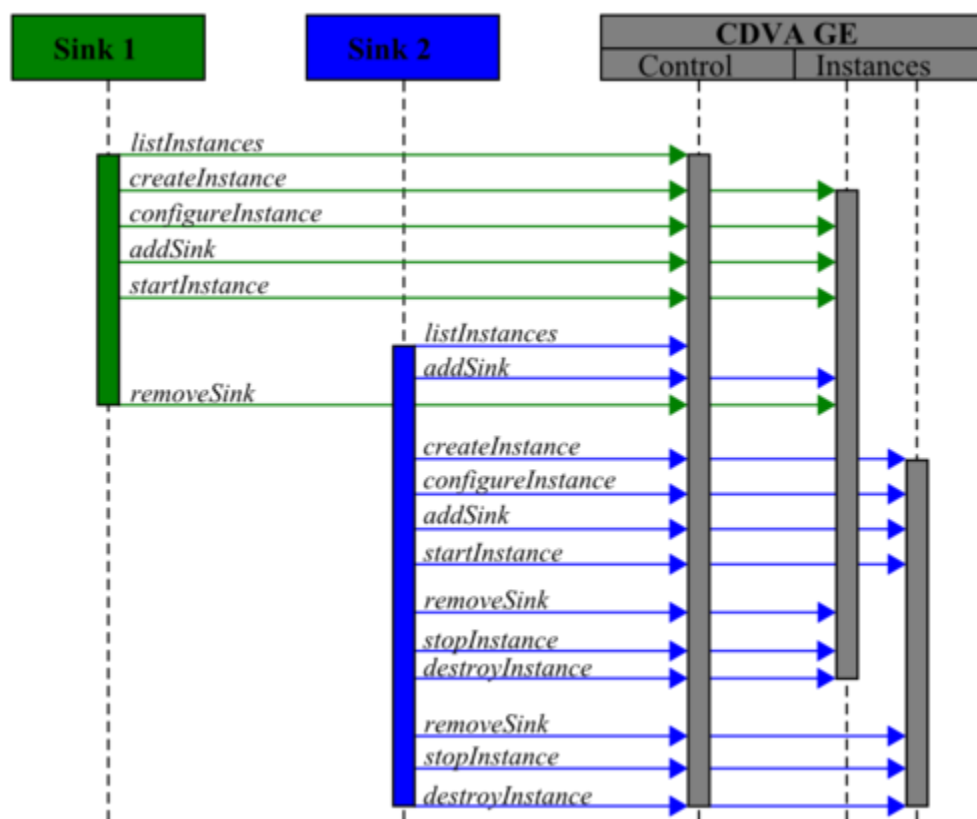 Sink 1
Sink 2
CDVA GE
Control
Instances
listInstances
createInstance
configureInstance
addSink
startInstance
listInstances
addSink
removeSink
createInstance
configureInstance
addSink
startInstance
removeSink
stopInstance
destroyInstance
removeSink
stopInstance
destroyInstance